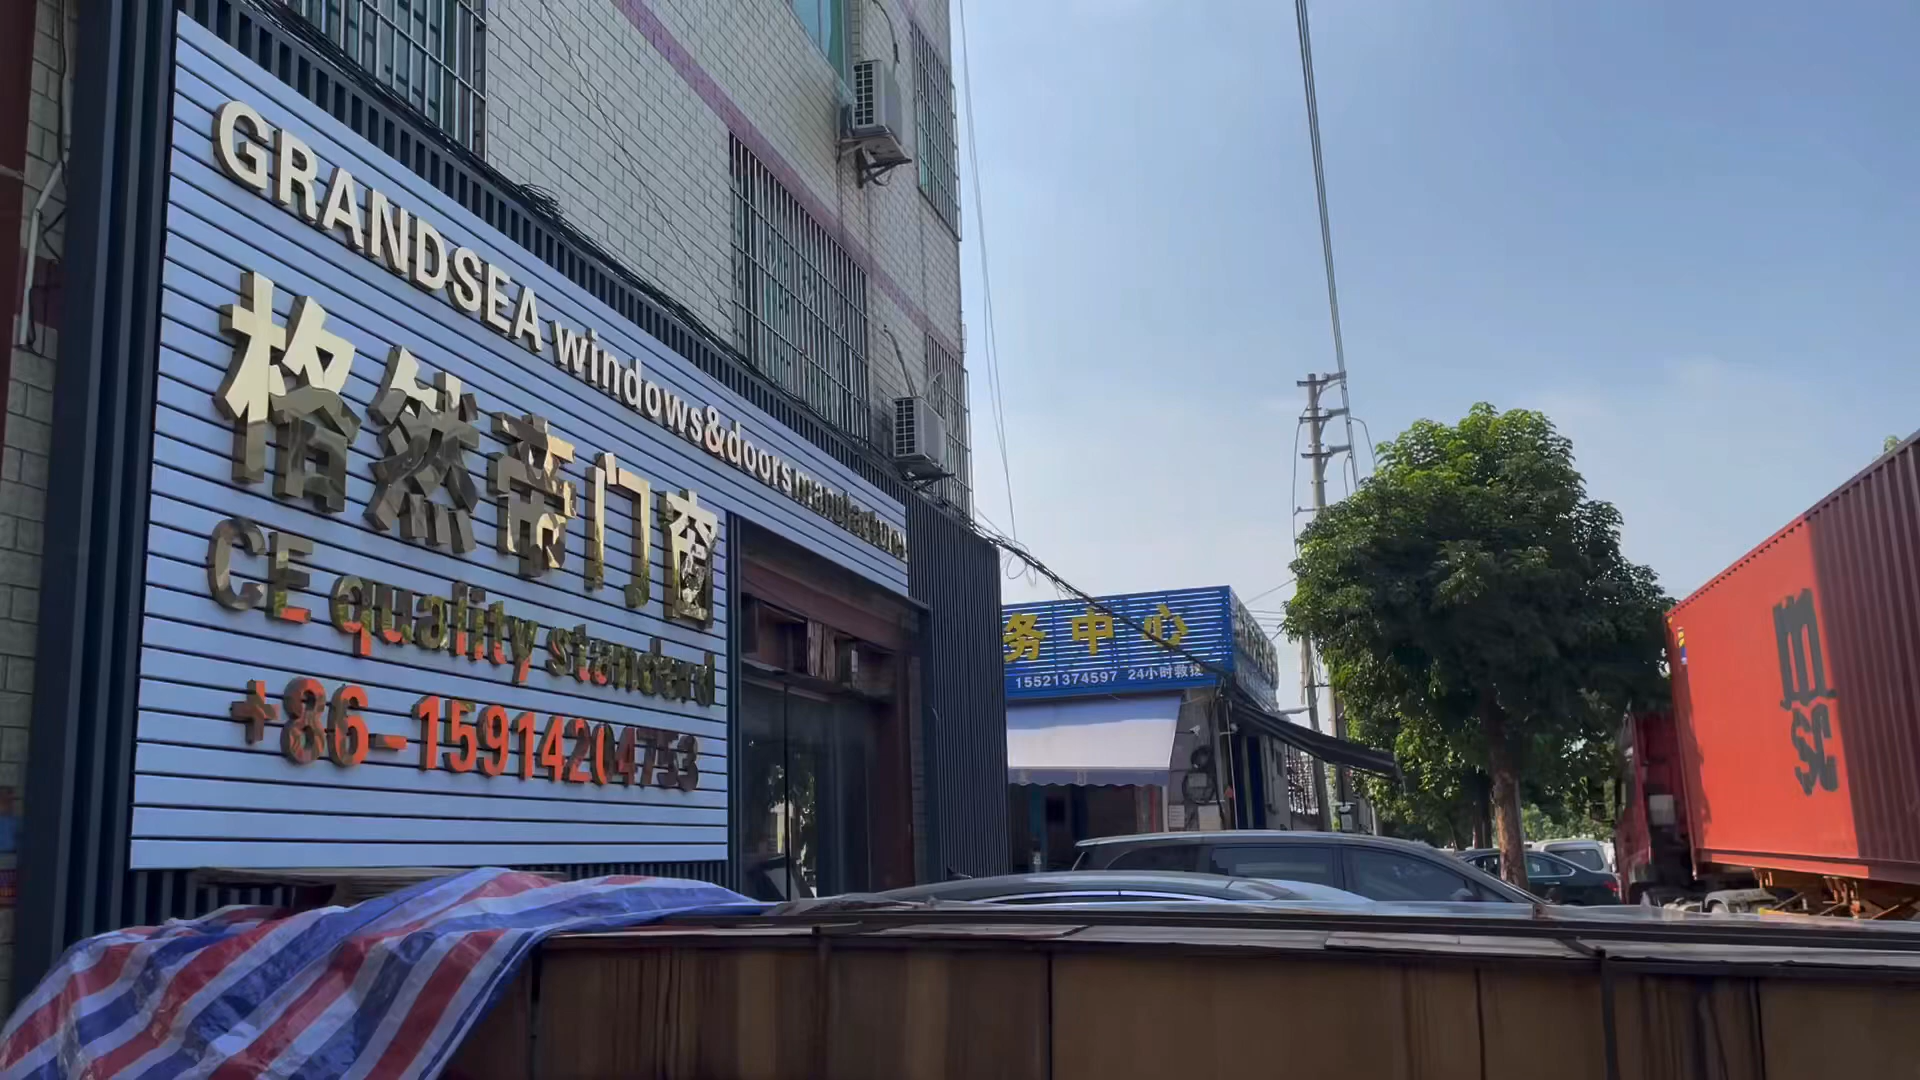 GRANDSEA windows&doors manufacturer
格然帝门窗
CE quality standard
+86-15914204753
务中心
15521374597 24小时救援
msc